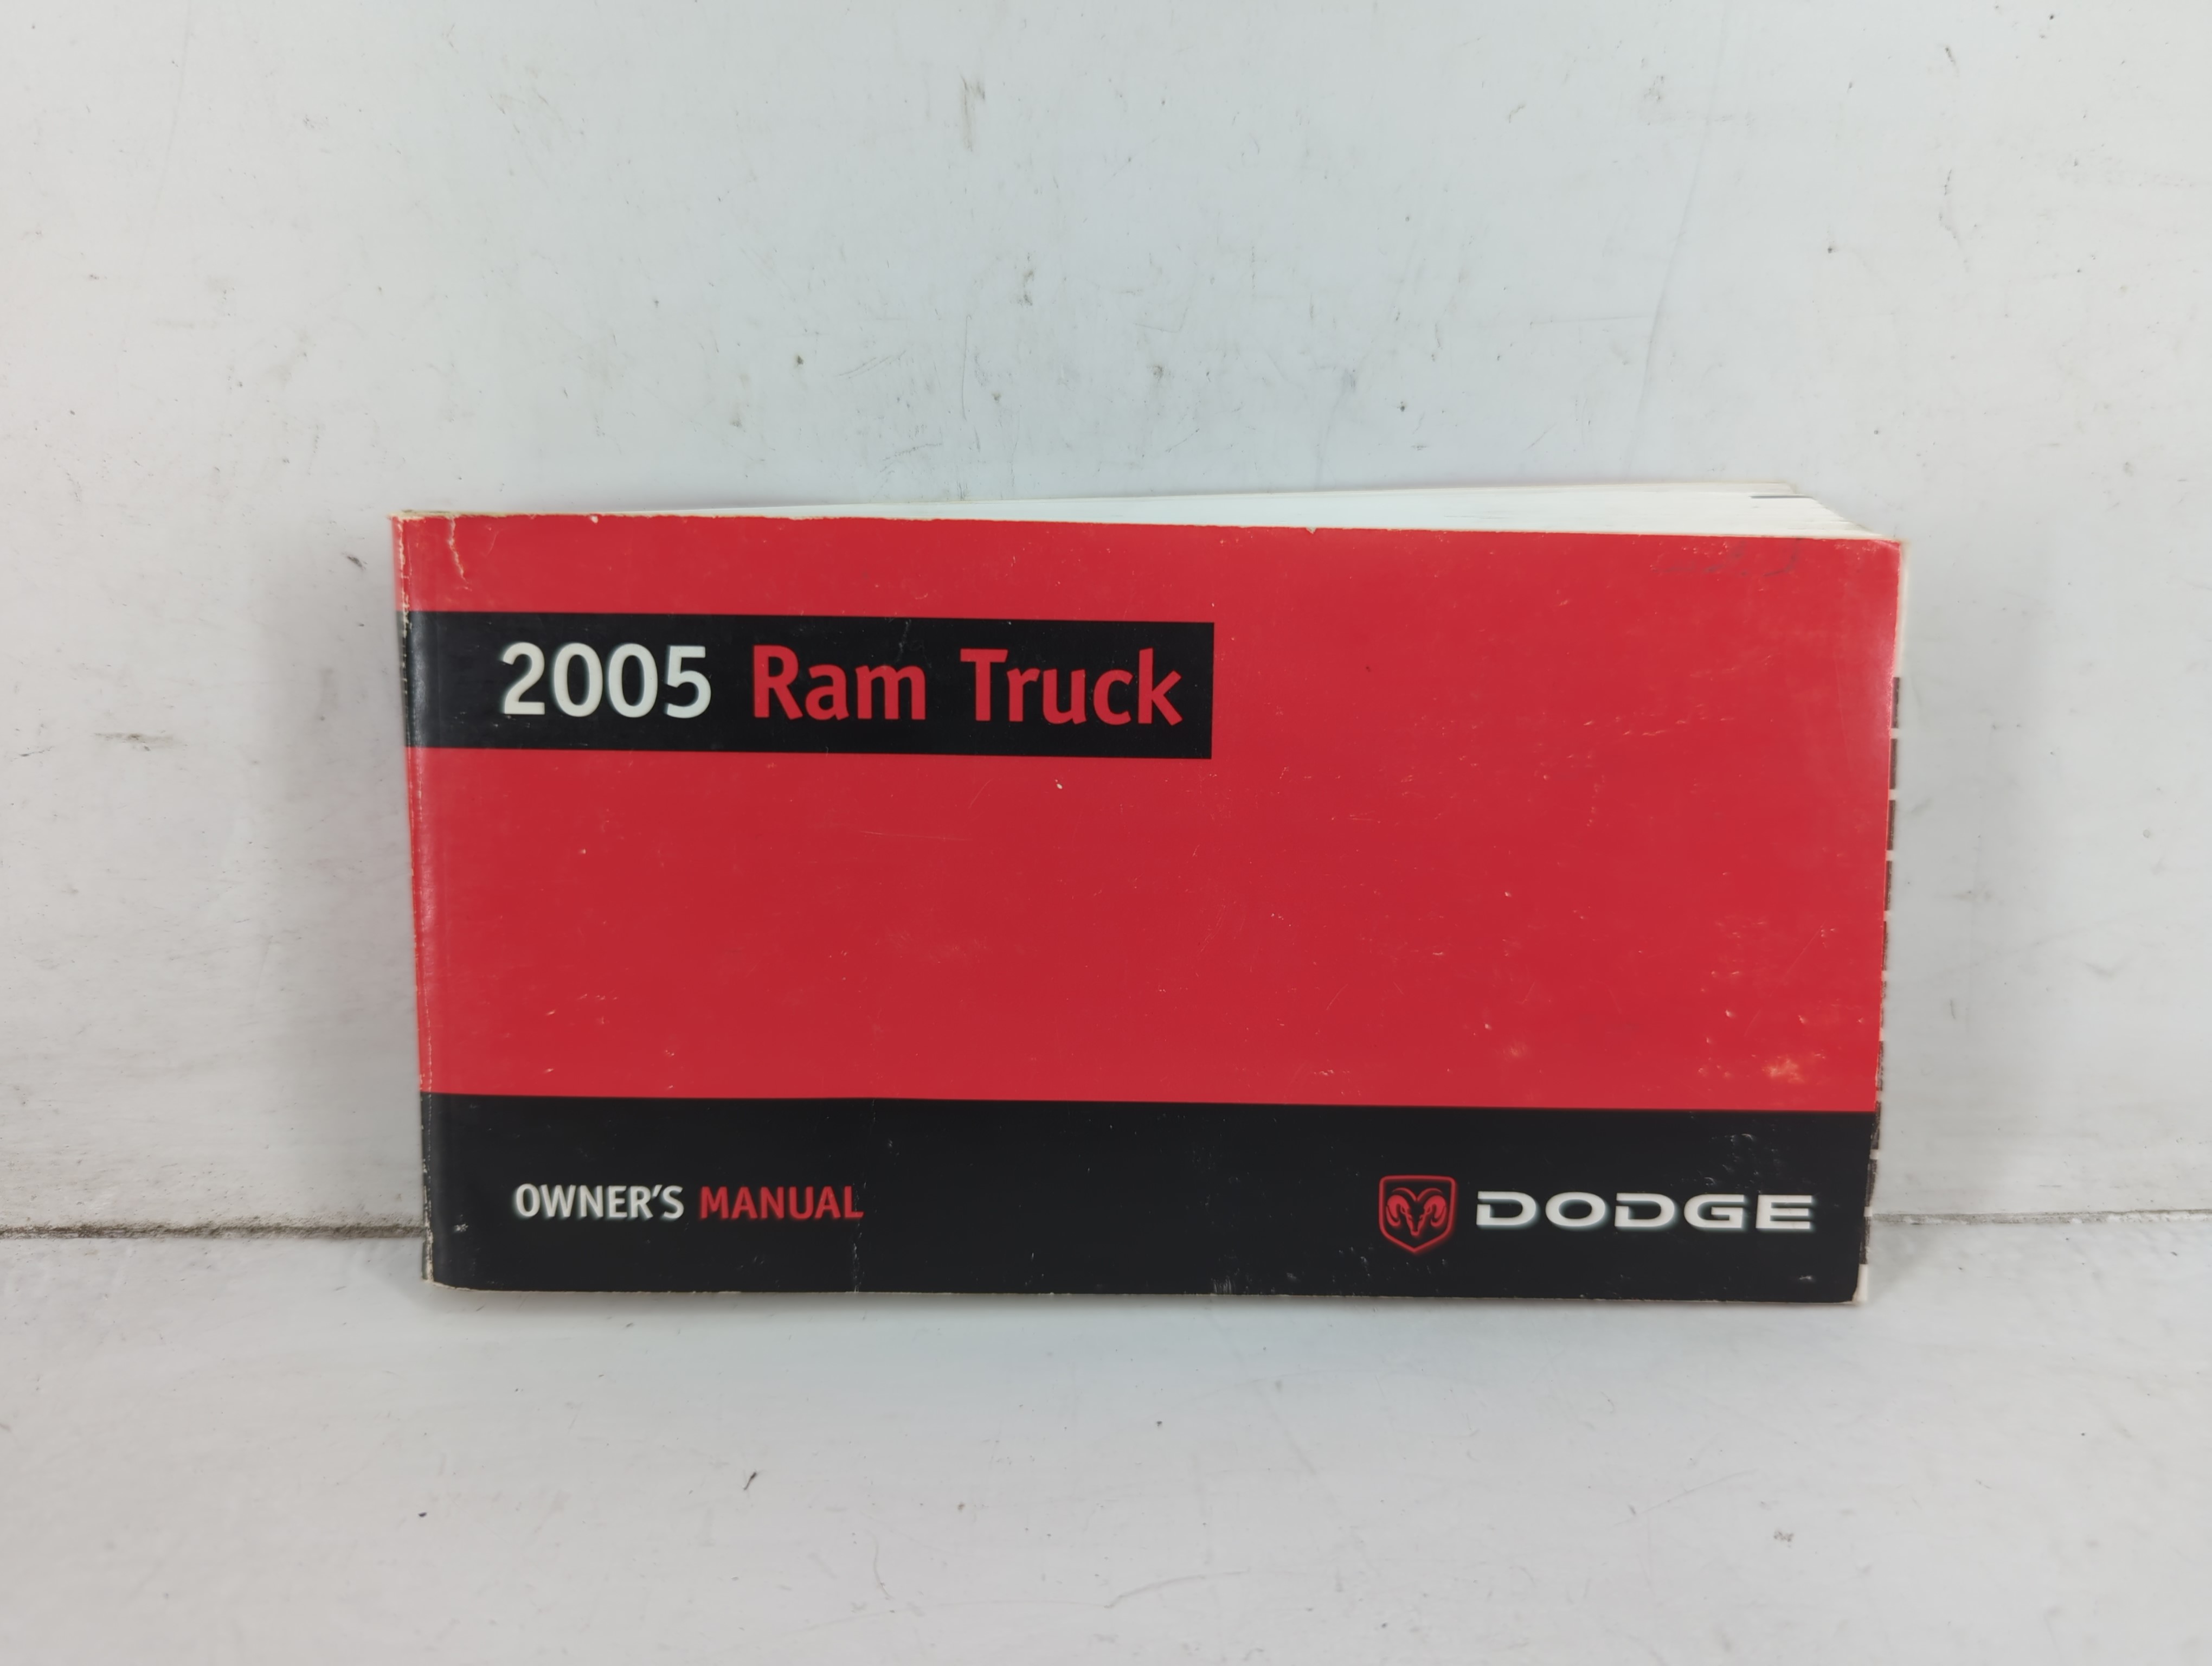 2005 Ram Truck
OWNER'S MANUAL
DODGE